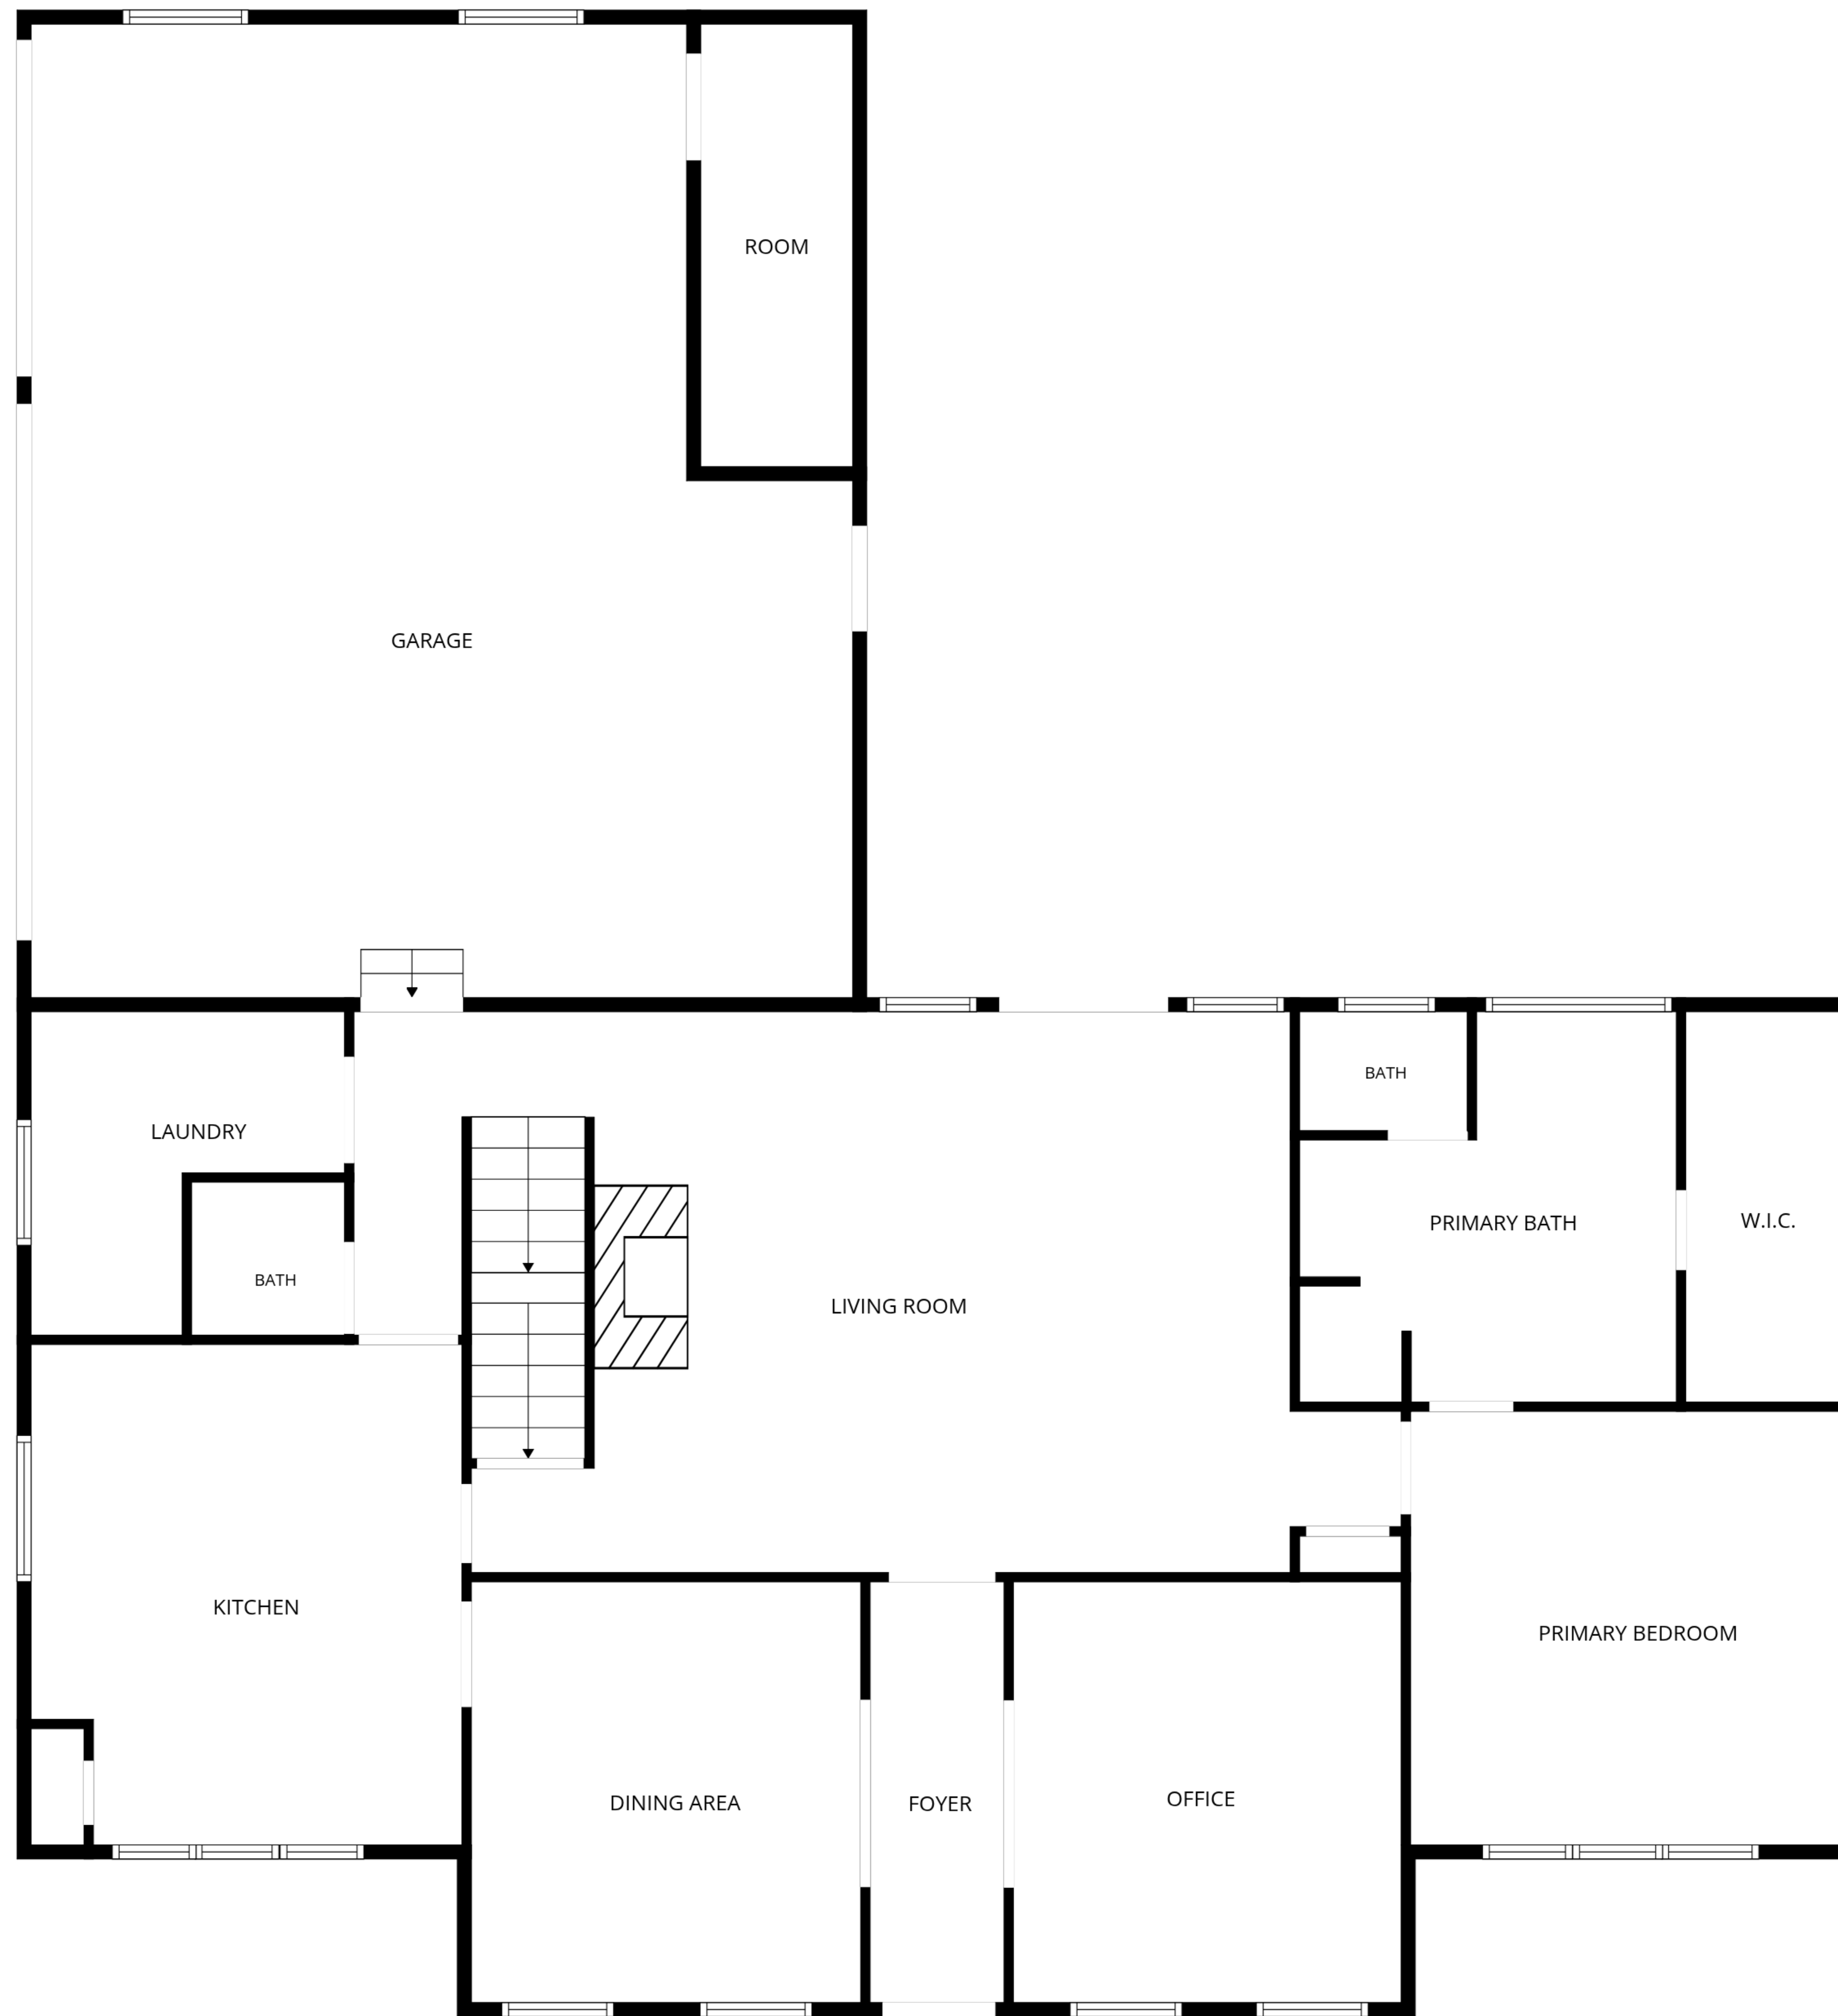 ROOM
GARAGE
BATH
LAUNDRY
PRIMARY BATH
W.I.C.
BATH
LIVING ROOM
KITCHEN
PRIMARY BEDROOM
DINING AREA
FOYER
OFFICE